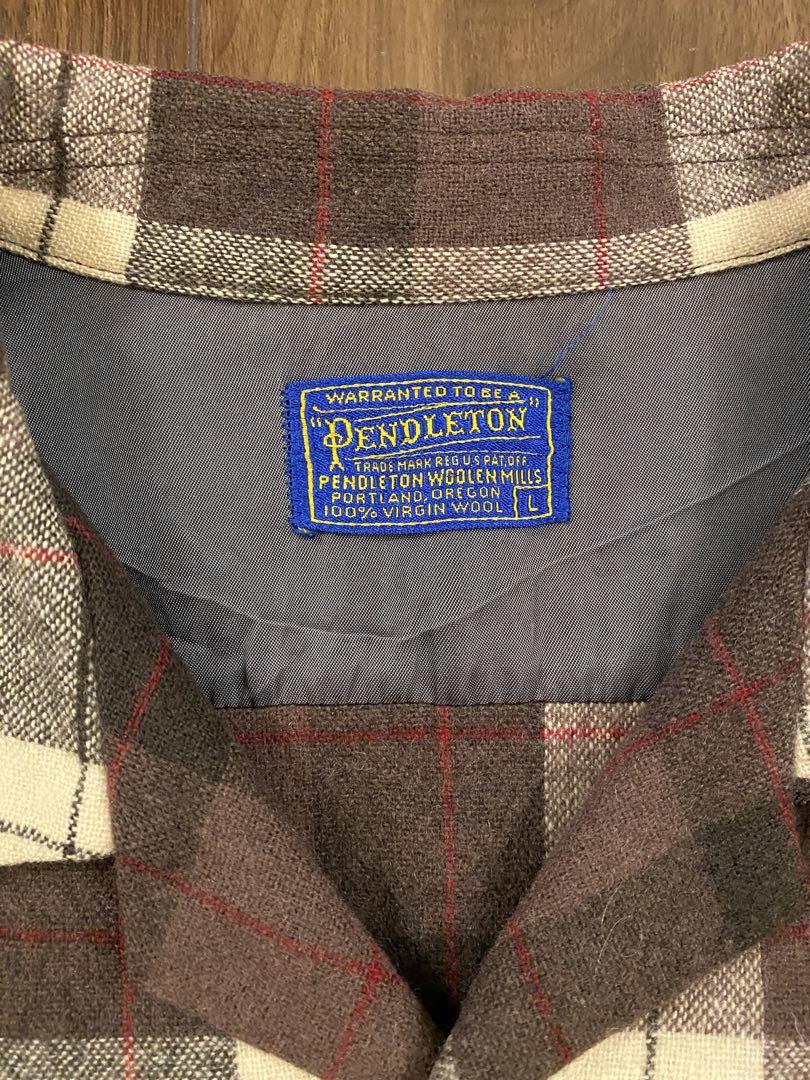 WARRANTED TO BE A
"PENDLETON"
TRADE MARK REG U.S. PAT. OFF
PENDLETON WOOLEN MILLS
PORTLAND, OREGON
100% VIRGIN WOOL L